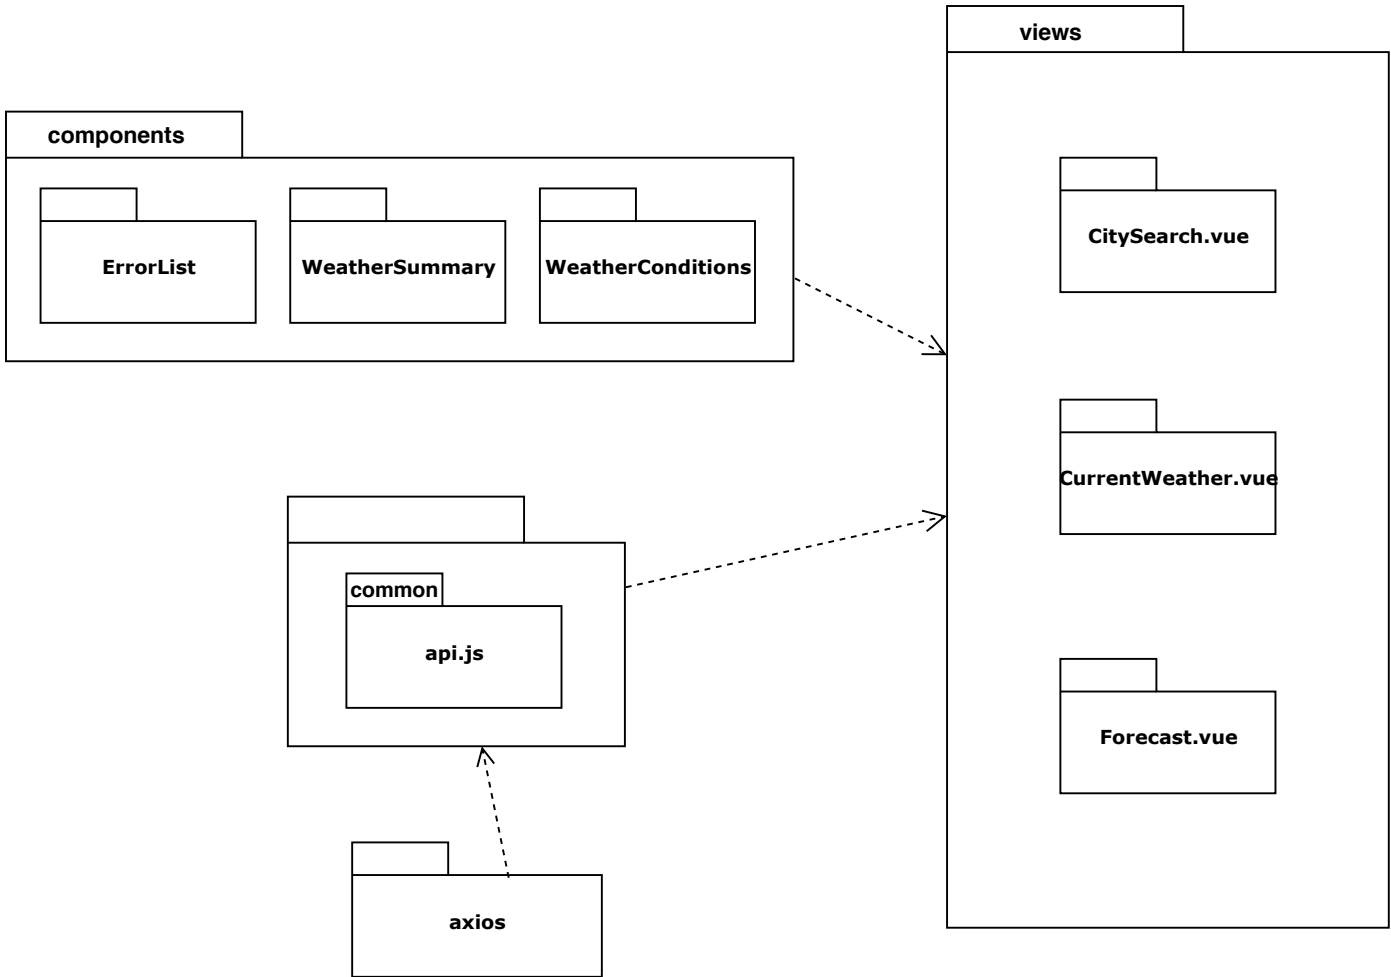 views
components
ErrorList
WeatherSummary
WeatherConditions
CitySearch.vue
CurrentWeather.vue
common
api.js
Forecast.vue
axios